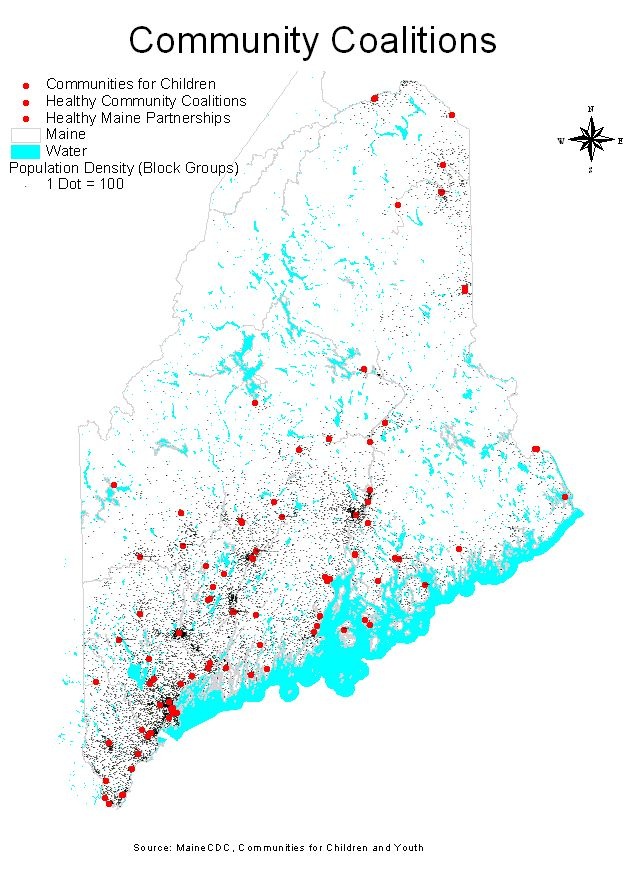 Community Coalitions
Communities for Children
Healthy Community Coalitions
Healthy Maine Partnerships
Maine
Water
Population Density (Block Groups)
1 Dot = 100
N
W E
S
Source: MaineCDC, Communities for Children and Youth